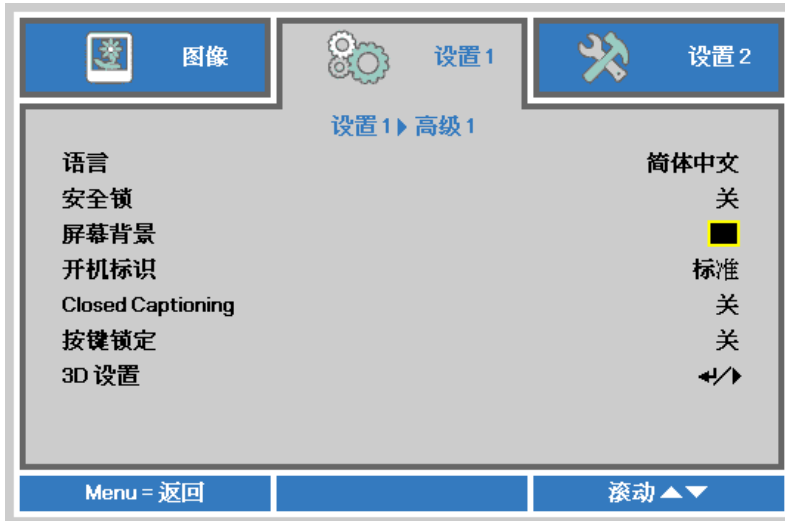 图像 设置1 设置2
设置1▶高级1
语言 简体中文
安全锁 关
屏幕背景
开机标识 标准
Closed Captioning 关
按键锁定 关
3D 设置 ↵/▶
Menu = 返回 滚动▲▼